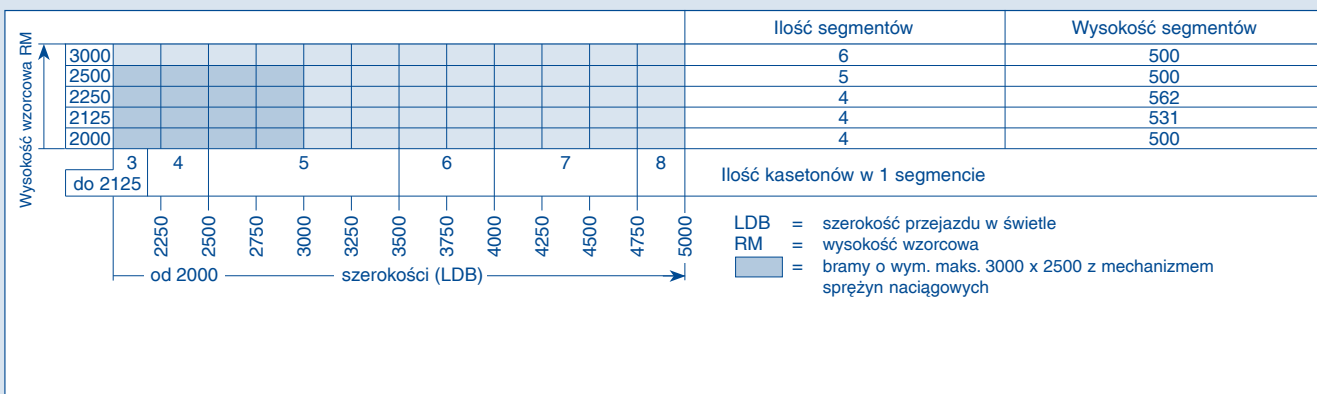 Ilość segmentów Wysokość segmentów
Wysokość wzorcowa RM
3000 6 500
2500 5 500
2250 4 562
2125 4 531
2000 4 500
3 4 5 6 7 8
do 2125
Ilość kasetonów w 1 segmencie
2250 2500 2750 3000 3250 3500 3750 4000 4250 4500 4750 5000
od 2000 szerokości (LDB)
LDB = szerokość przejazdu w świetle
RM = wysokość wzorcowa
= bramy o wym. maks. 3000 x 2500 z mechanizmem
sprężyn naciągowych